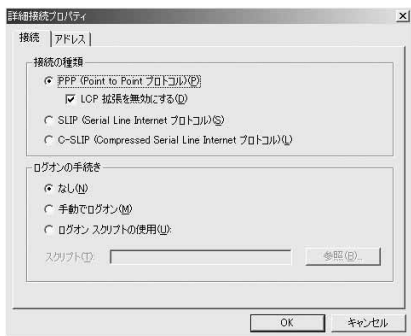 詳細接続プロパティ
接続 アドレス
接続の種類
PPP (Point to Point プロトコル)(P)
LCP 拡張を無効にする(D)
SLIP (Serial Line Internet プロトコル)(S)
C-SLIP (Compressed Serial Line Internet プロトコル)(L)
ログオンの手続き
なし(N)
手動でログオン(M)
ログオン スクリプトの使用(U):
スクリプト(T): 参照(B)...
OK キャンセル